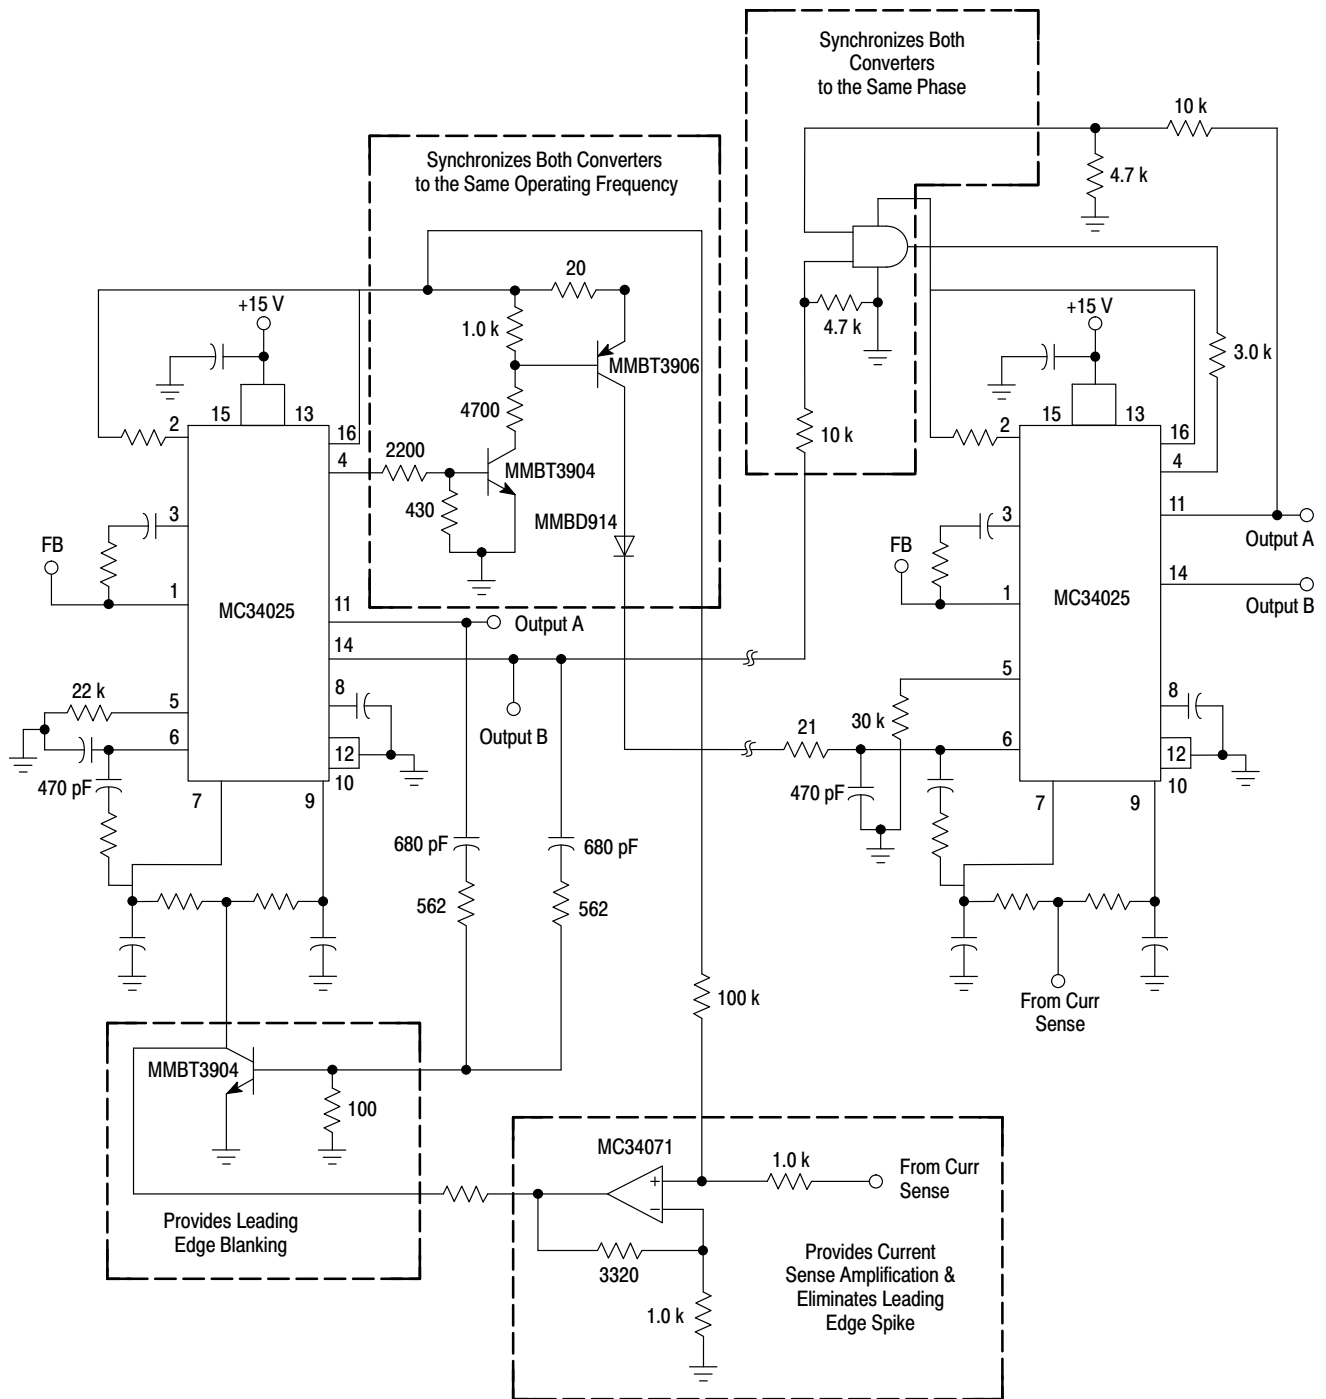 Synchronizes Both
Converters
to the Same Phase
10 k
4.7 k
Synchronizes Both Converters
to the Same Operating Frequency
20
1.0 k
MMBT3906
4700
2200
MMBT3904
430
MMBD914
4.7 k
10 k
3.0 k
+15 V
15
13
2
16
4
3
FB
1
MC34025
11
Output A
14
Output B
22 k
5
8
6
12
470 pF
10
7
9
+15 V
15
13
2
16
4
11
Output A
3
FB
14
1
MC34025
Output B
5
30 k
8
21
6
12
470 pF
10
7
9
680 pF
680 pF
562
562
100 k
From Curr
Sense
MMBT3904
100
Provides Leading
Edge Blanking
MC34071
+
−
1.0 k
From Curr
Sense
3320
1.0 k
Provides Current
Sense Amplification &
Eliminates Leading
Edge Spike